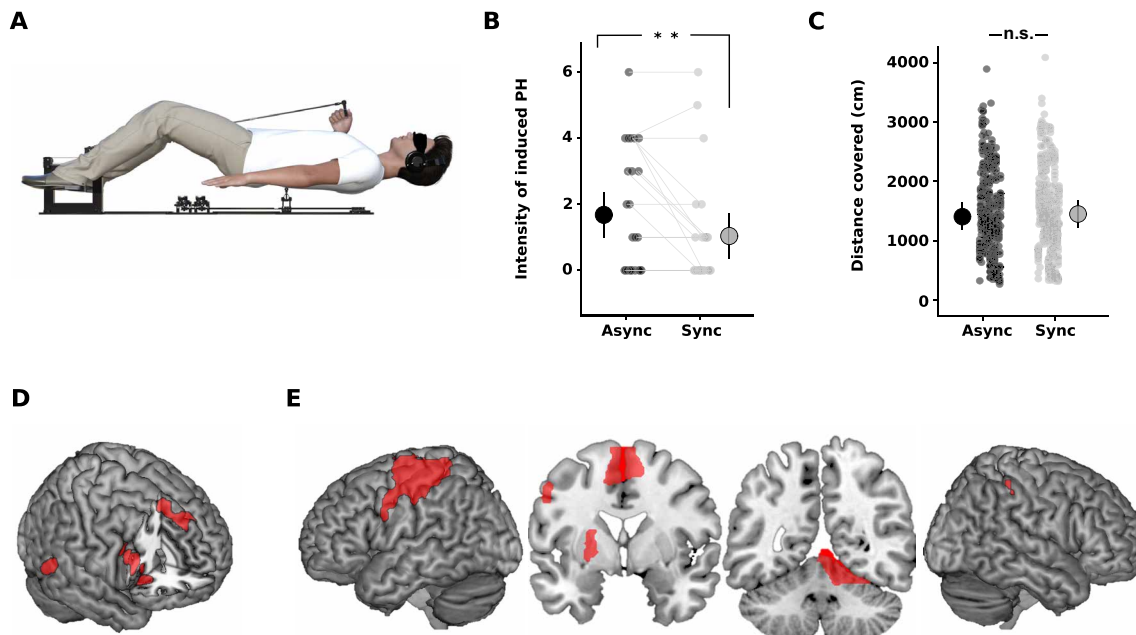 A
B
C
* *
n.s.
Intensity of induced PH
6
4
2
0
Async Sync
Distance covered (cm)
4000
3000
2000
1000
0
Async Sync
D
E